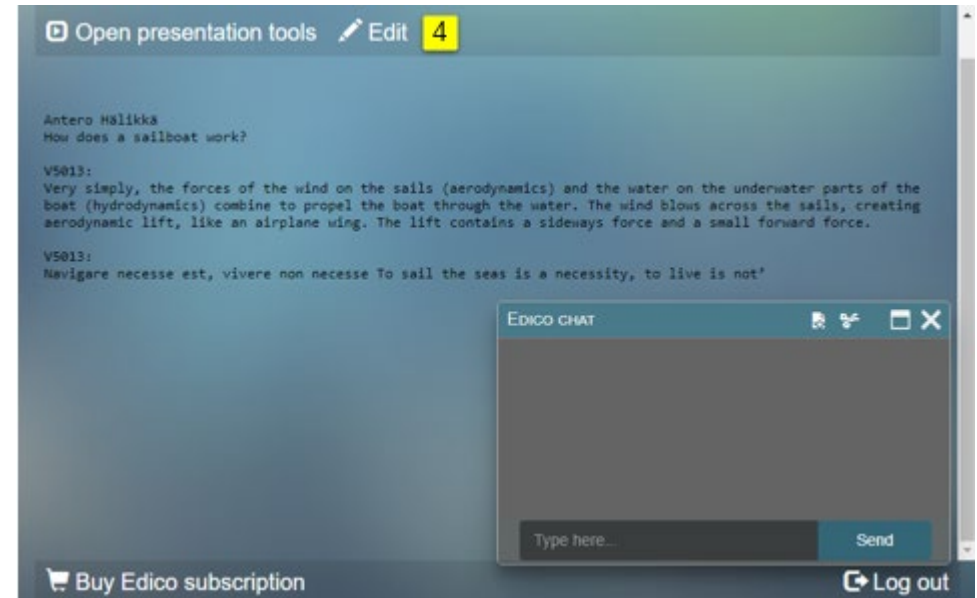 Open presentation tools Edit 4
Antero Hälikkä
How does a sailboat work?
V5013:
Very simply, the forces of the wind on the sails (aerodynamics) and the water on the underwater parts of the
boat (hydrodynamics) combine to propel the boat through the water. The wind blows across the sails, creating
aerodynamic lift, like an airplane wing. The lift contains a sideways force and a small forward force.
V5013:
Navigare necesse est, vivere non necesse To sail the seas is a necessity, to live is not’
EDICO CHAT
Type here...
Send
Buy Edico subscription
Log out